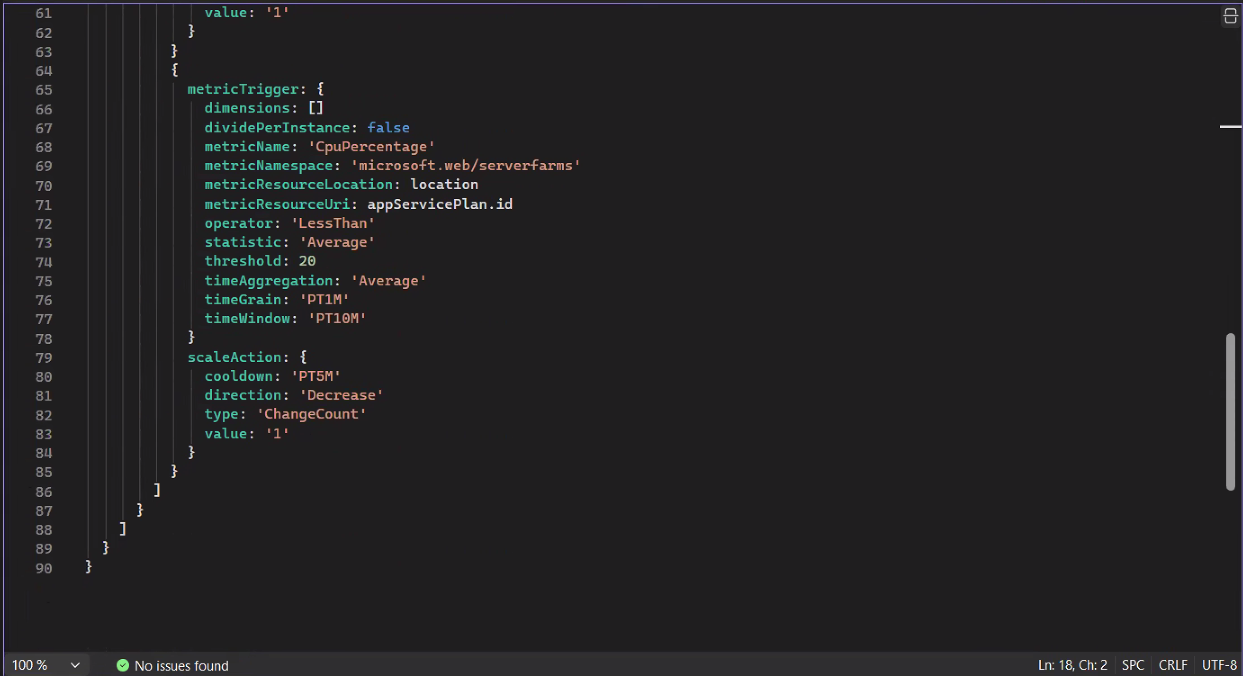 61 value: '1'
62 }
63 }
64 {
65 metricTrigger: {
66 dimensions: []
67 dividePerInstance: false
68 metricName: 'CpuPercentage'
69 metricNamespace: 'microsoft.web/serverfarms'
70 metricResourceLocation: location
71 metricResourceUri: appServicePlan.id
72 operator: 'LessThan'
73 statistic: 'Average'
74 threshold: 20
75 timeAggregation: 'Average'
76 timeGrain: 'PT1M'
77 timeWindow: 'PT10M'
78 }
79 scaleAction: {
80 cooldown: 'PT5M'
81 direction: 'Decrease'
82 type: 'ChangeCount'
83 value: '1'
84 }
85 }
86 ]
87 }
88 ]
89 }
90 }
100 % No issues found Ln: 18, Ch: 2 SPC CRLF UTF-8